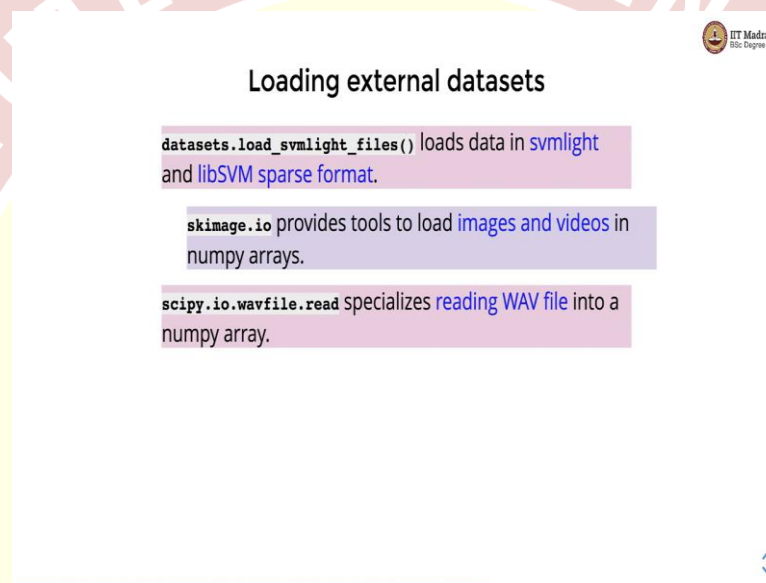 IIT Madra
BSc Degree
Loading external datasets
datasets.load_svmlight_files() loads data in svmlight
and libSVM sparse format.
skimage.io provides tools to load images and videos in
numpy arrays.
scipy.io.wavfile.read specializes reading WAV file into a
numpy array.